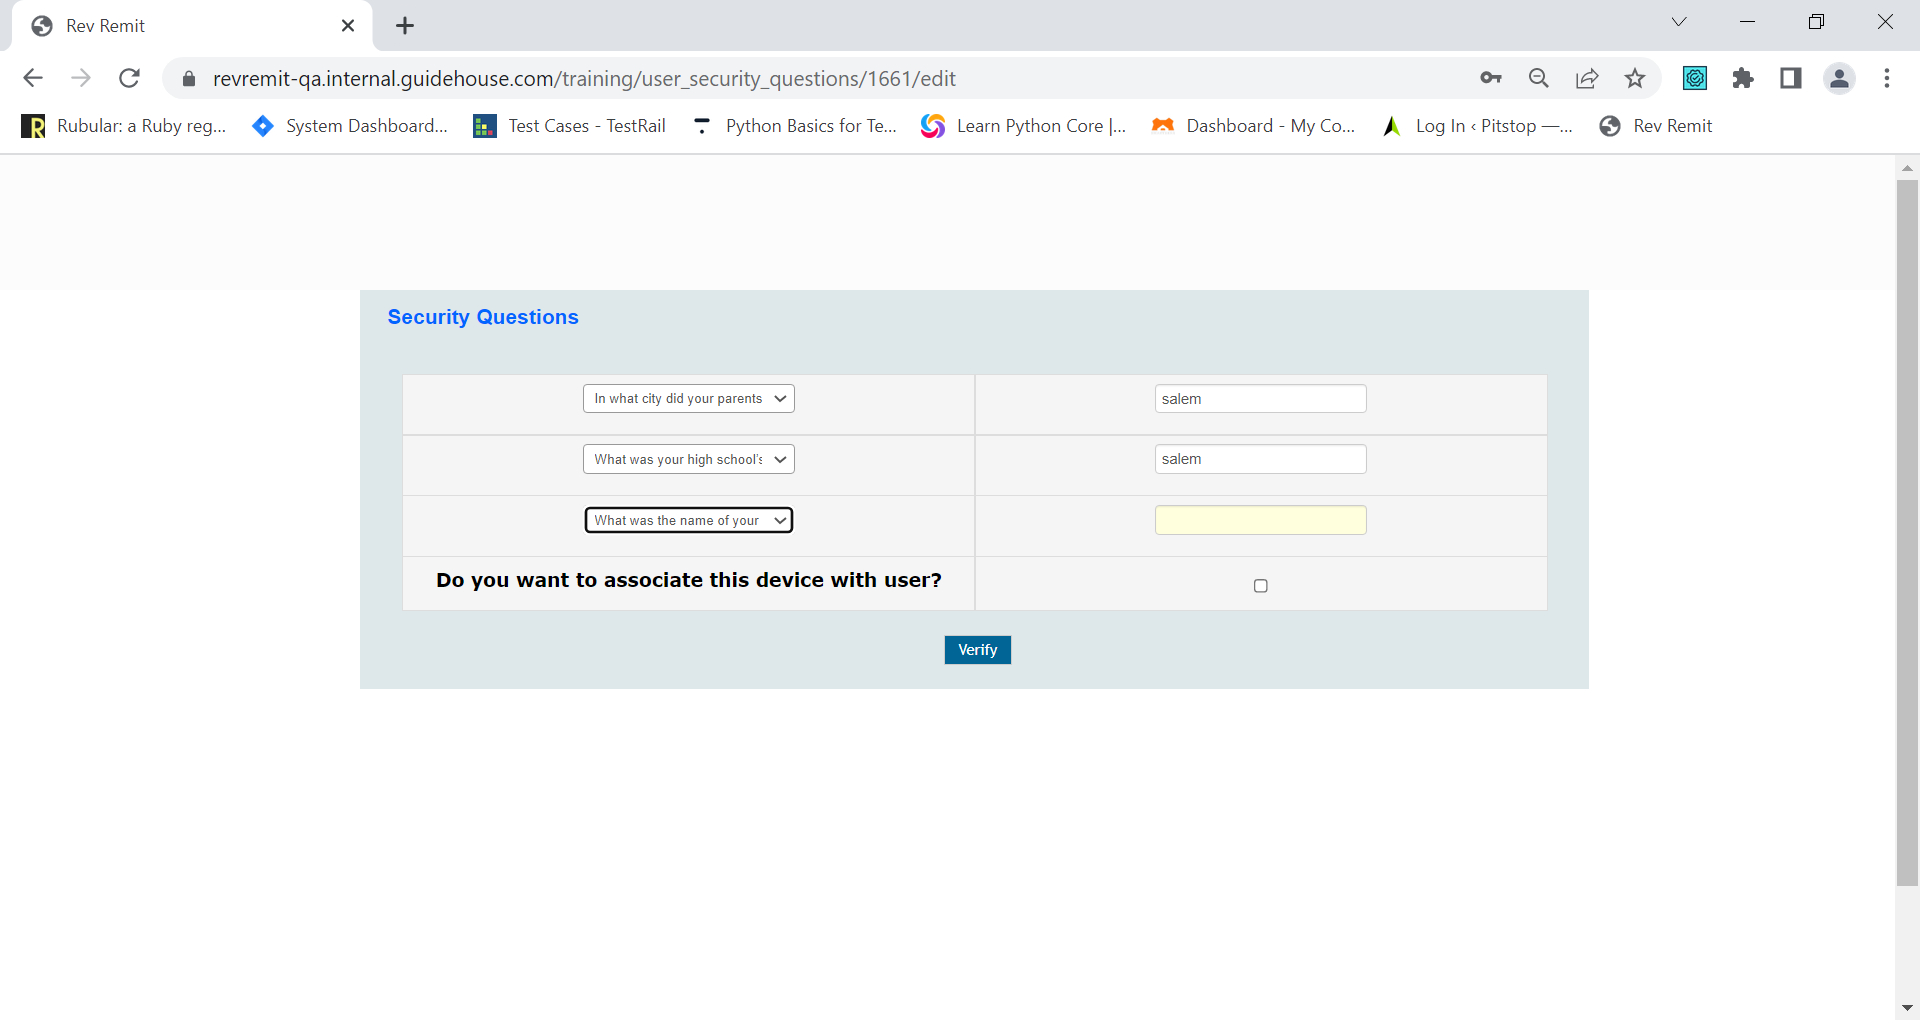 Rev Remit
revremit-qa.internal.guidehouse.com/training/user_security_questions/1661/edit
Rubular: a Ruby reg... System Dashboard... Test Cases - TestRail Python Basics for Te... Learn Python Core |... Dashboard - My Co... Log In ‹ Pitstop —... Rev Remit
Security Questions
In what city did your parents salem
What was your high school's salem
What was the name of your
Do you want to associate this device with user?
Verify